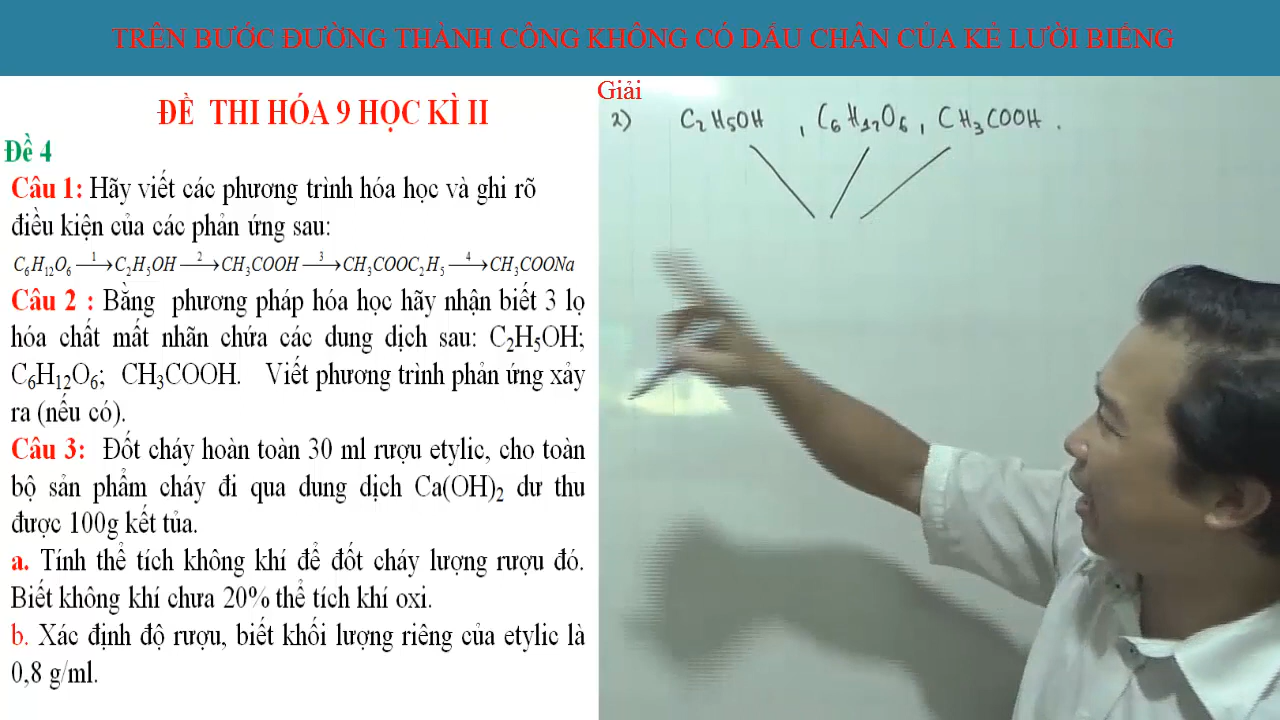 TRÊN BƯỚC ĐƯỜNG THÀNH CÔNG KHÔNG CÓ DẤU CHÂN CỦA KẺ LƯỜI BIẾNG
ĐỀ THI HÓA 9 HỌC KÌ II
Đề 4
Câu 1: Hãy viết các phương trình hóa học và ghi rõ
điều kiện của các phản ứng sau:
C₆H₁₂O₆ —1→ C₂H₅OH —2→ CH₃COOH —3→ CH₃COOC₂H₅ —4→ CH₃COONa
Câu 2 : Bằng phương pháp hóa học hãy nhận biết 3 lọ
hóa chất mất nhãn chứa các dung dịch sau: C₂H₅OH;
C₆H₁₂O₆; CH₃COOH. Viết phương trình phản ứng xảy
ra (nếu có).
Câu 3: Đốt cháy hoàn toàn 30 ml rượu etylic, cho toàn
bộ sản phẩm cháy đi qua dung dịch Ca(OH)₂ dư thu
được 100g kết tủa.
a. Tính thể tích không khí để đốt cháy lượng rượu đó.
Biết không khí chưa 20% thể tích khí oxi.
b. Xác định độ rượu, biết khối lượng riêng của etylic là
0,8 g/ml.
Giải
2) C₂H₅OH , C₆H₁₂O₆ , CH₃COOH .